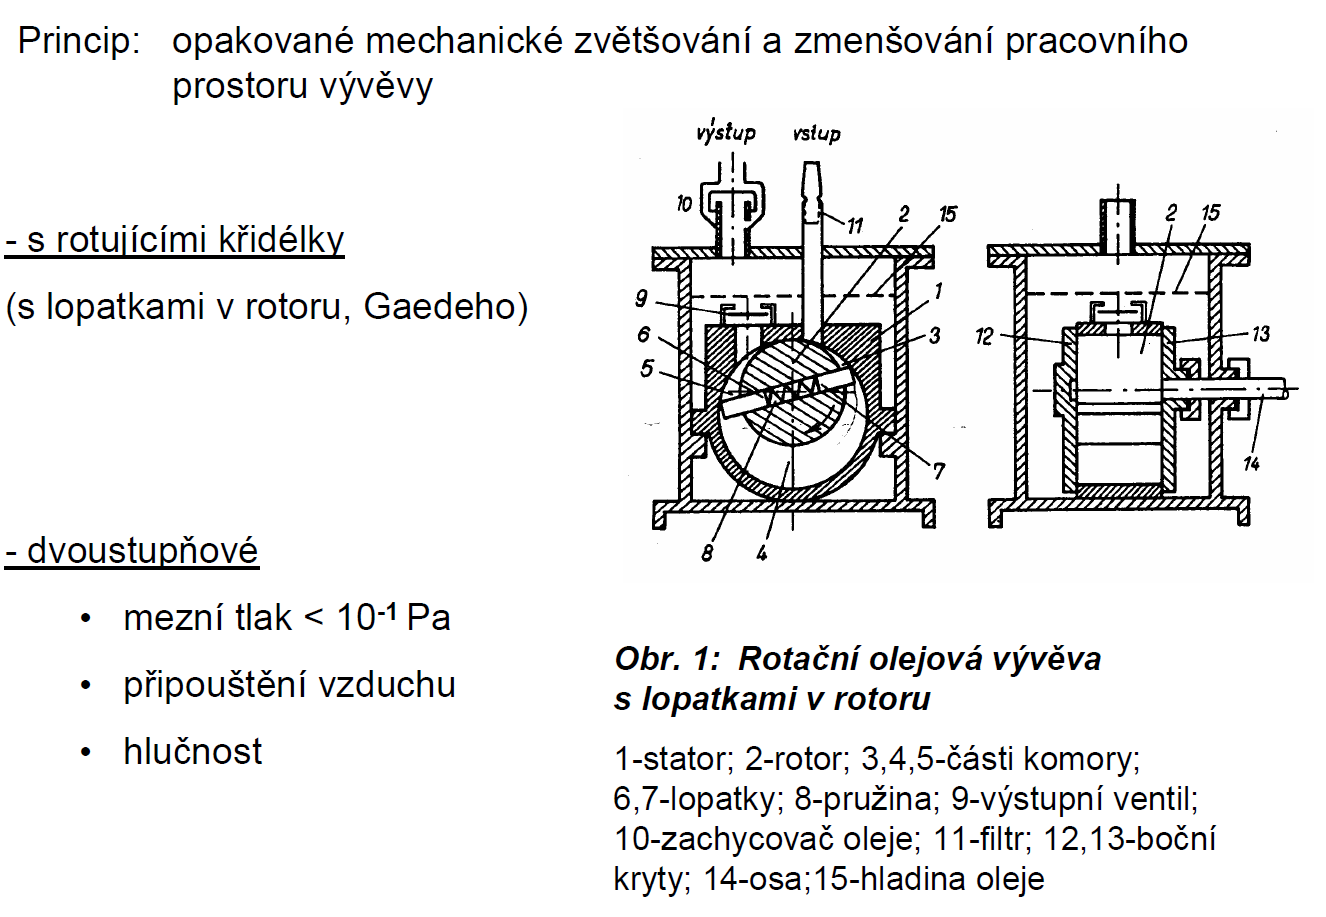 Princip: opakované mechanické zvětšování a zmenšování pracovního
prostoru vývěvy
- s rotujícími křidélky
(s lopatkami v rotoru, Gaedeho)
- dvoustupňové
• mezní tlak < 10⁻¹ Pa
• připouštění vzduchu
• hlučnost
výstup vstup
10 11 2 15
9 1
6 3
5
7
8 4
2 15
12 13
14
Obr. 1: Rotační olejová vývěva
s lopatkami v rotoru
1-stator; 2-rotor; 3,4,5-části komory;
6,7-lopatky; 8-pružina; 9-výstupní ventil;
10-zachycovač oleje; 11-filtr; 12,13-boční
kryty; 14-osa;15-hladina oleje